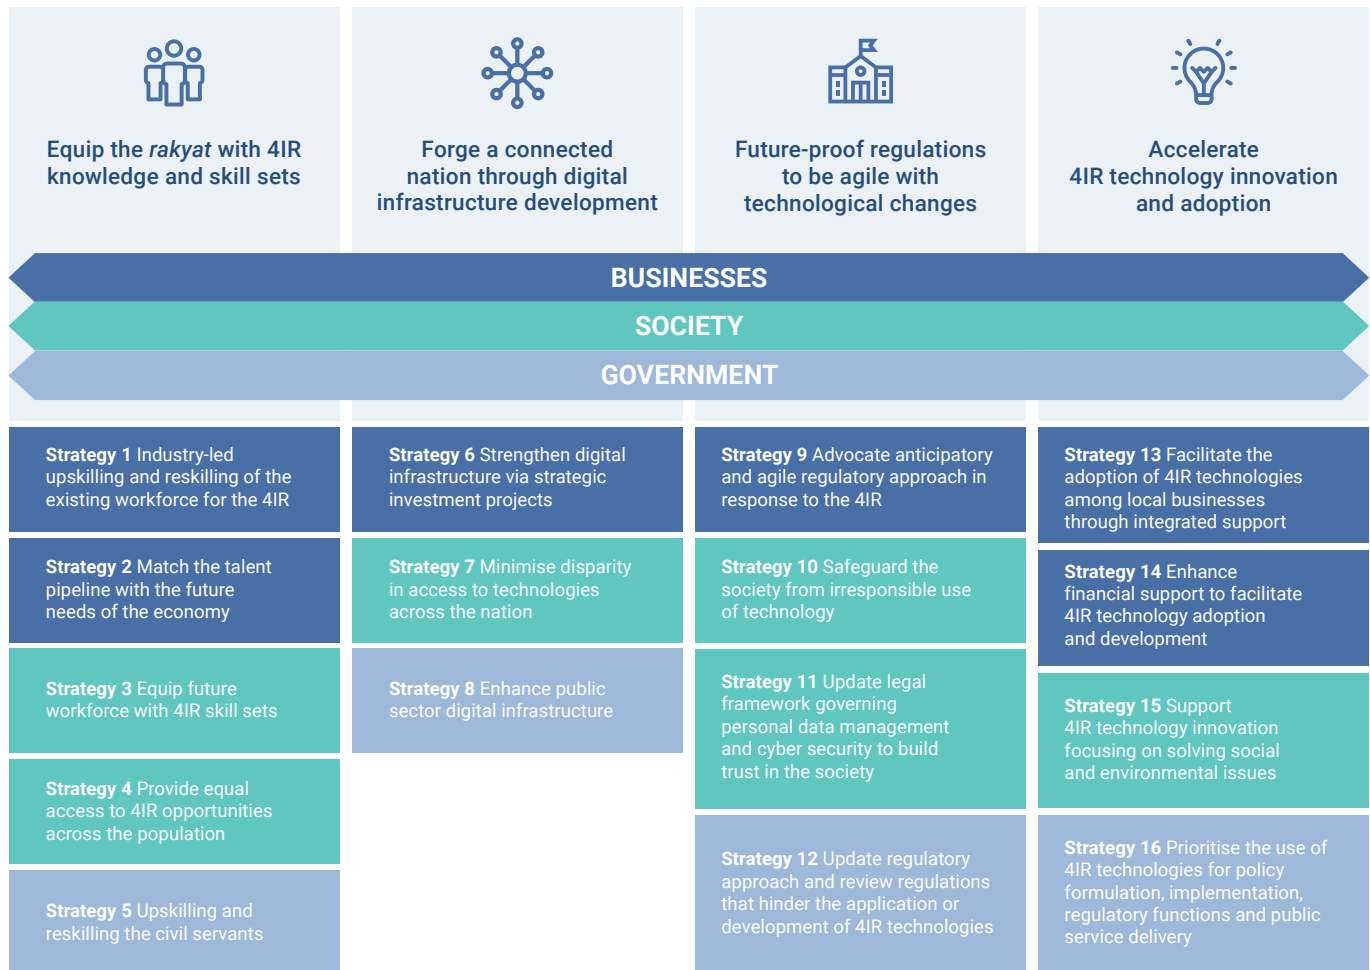 Equip the rakyat with 4IR
knowledge and skill sets
Forge a connected
nation through digital
infrastructure development
Future-proof regulations
to be agile with
technological changes
Accelerate
4IR technology innovation
and adoption
BUSINESSES
SOCIETY
GOVERNMENT
Strategy 1 Industry-led
upskilling and reskilling of the
existing workforce for the 4IR
Strategy 2 Match the talent
pipeline with the future
needs of the economy
Strategy 3 Equip future
workforce with 4IR skill sets
Strategy 4 Provide equal
access to 4IR opportunities
across the population
Strategy 5 Upskilling and
reskilling the civil servants
Strategy 6 Strengthen digital
infrastructure via strategic
investment projects
Strategy 7 Minimise disparity
in access to technologies
across the nation
Strategy 8 Enhance public
sector digital infrastructure
Strategy 9 Advocate anticipatory
and agile regulatory approach in
response to the 4IR
Strategy 10 Safeguard the
society from irresponsible use
of technology
Strategy 11 Update legal
framework governing
personal data management
and cyber security to build
trust in the society
Strategy 12 Update regulatory
approach and review regulations
that hinder the application or
development of 4IR technologies
Strategy 13 Facilitate the
adoption of 4IR technologies
among local businesses
through integrated support
Strategy 14 Enhance
financial support to facilitate
4IR technology adoption
and development
Strategy 15 Support
4IR technology innovation
focusing on solving social
and environmental issues
Strategy 16 Prioritise the use of
4IR technologies for policy
formulation, implementation,
regulatory functions and public
service delivery